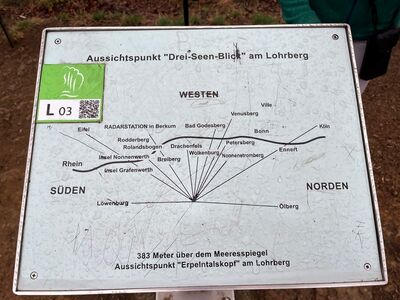 Aussichtspunkt "Drei-Seen-Blick" am Lohrberg
L 03
WESTEN
Ville
Venusberg
Eifel
RADARSTATION in Berkum
Bad Godesberg
Bonn
Köln
Rodderberg
Rolandsbogen
Drachenfels
Petersberg
Ennert
Insel Nonnenwerth
Breiberg
Wolkenburg
Nonnenstromberg
Rhein
Insel Grafenwerth
SÜDEN
NORDEN
Löwenburg
Ölberg
383 Meter über dem Meeresspiegel
Aussichtspunkt "Erpelntalskopf" am Lohrberg